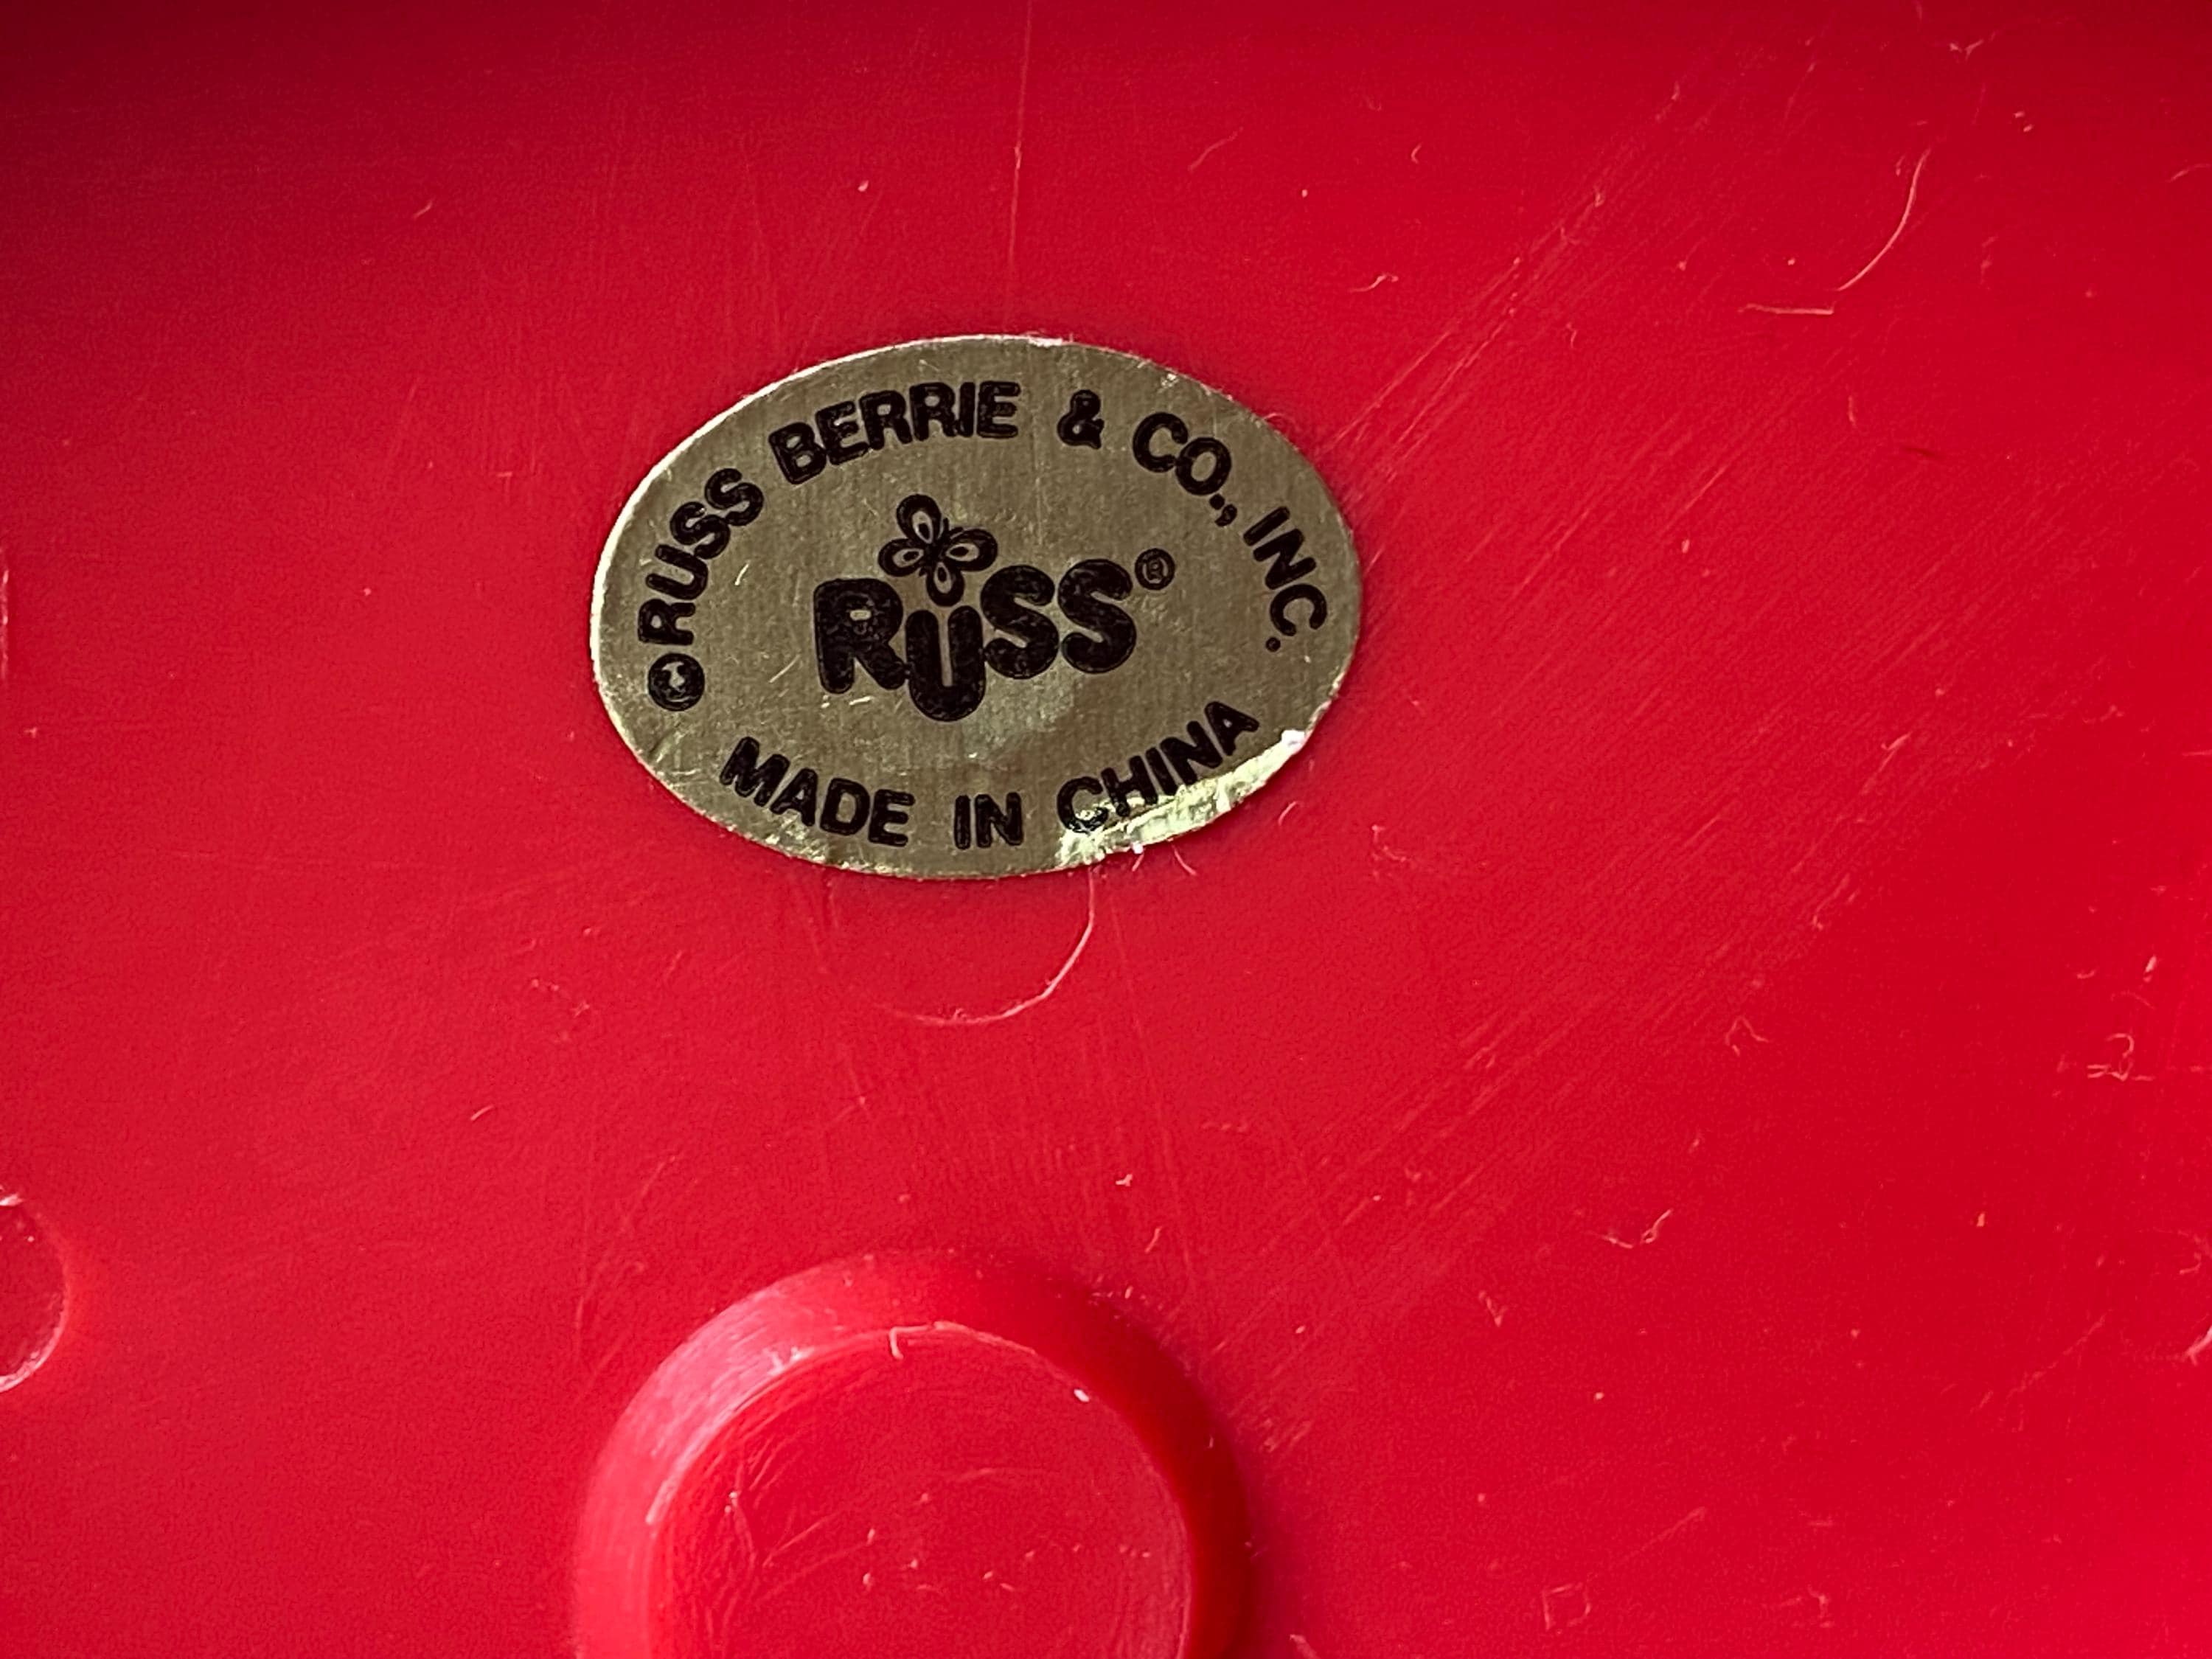 ©RUSS BERRIE & CO., INC.
RUSS®
MADE IN CHINA